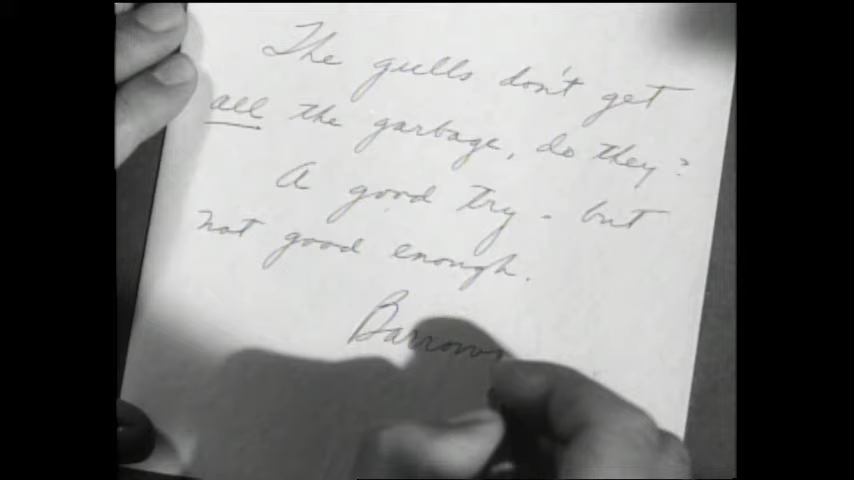 The gulls don't get
all the garbage, do they?
A good try - but
not good enough.
Barrows